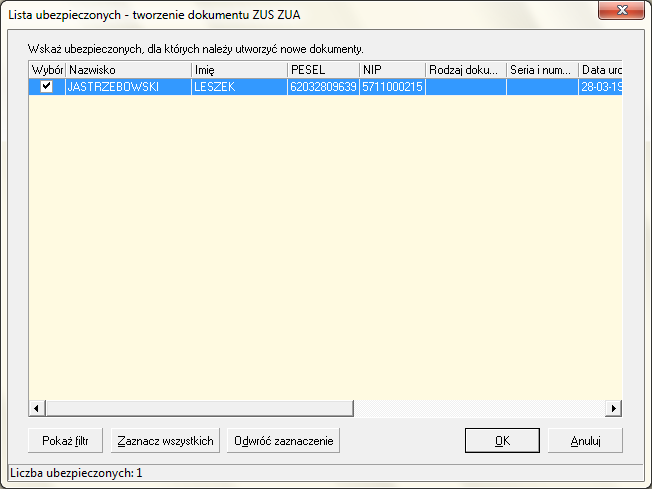 Lista ubezpieczonych - tworzenie dokumentu ZUS ZUA
Wskaż ubezpieczonych, dla których należy utworzyć nowe dokumenty.
Wybór Nazwisko Imię PESEL NIP Rodzaj doku... Seria i num... Data uro
JASTRZEBOWSKI LESZEK 62032809639 5711000215 28-03-19
Pokaż filtr Zaznacz wszystkich Odwróć zaznaczenie OK Anuluj
Liczba ubezpieczonych: 1